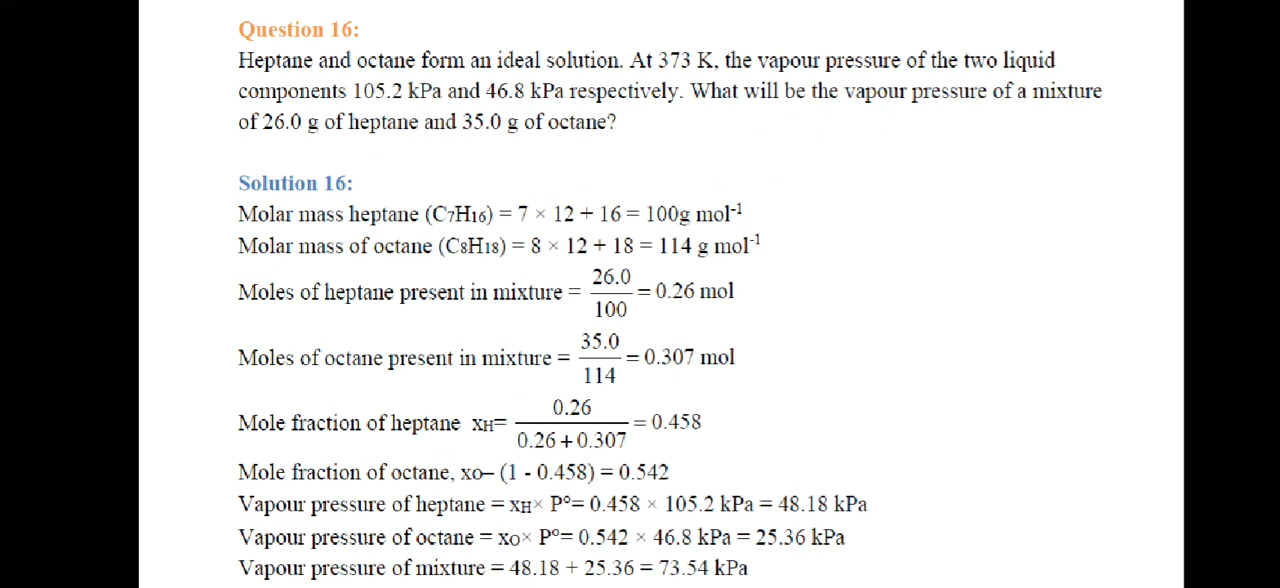 Question 16:
Heptane and octane form an ideal solution. At 373 K, the vapour pressure of the two liquid
components 105.2 kPa and 46.8 kPa respectively. What will be the vapour pressure of a mixture
of 26.0 g of heptane and 35.0 g of octane?
Solution 16:
Molar mass heptane (C₇H₁₆) = 7 × 12 + 16 = 100g mol⁻¹
Molar mass of octane (C₈H₁₈) = 8 × 12 + 18 = 114 g mol⁻¹
Moles of heptane present in mixture = 26.0/100 = 0.26 mol
Moles of octane present in mixture = 35.0/114 = 0.307 mol
Mole fraction of heptane xH= 0.26/(0.26 + 0.307) = 0.458
Mole fraction of octane, xo– (1 - 0.458) = 0.542
Vapour pressure of heptane = xH× P°= 0.458 × 105.2 kPa = 48.18 kPa
Vapour pressure of octane = xo× P°= 0.542 × 46.8 kPa = 25.36 kPa
Vapour pressure of mixture = 48.18 + 25.36 = 73.54 kPa